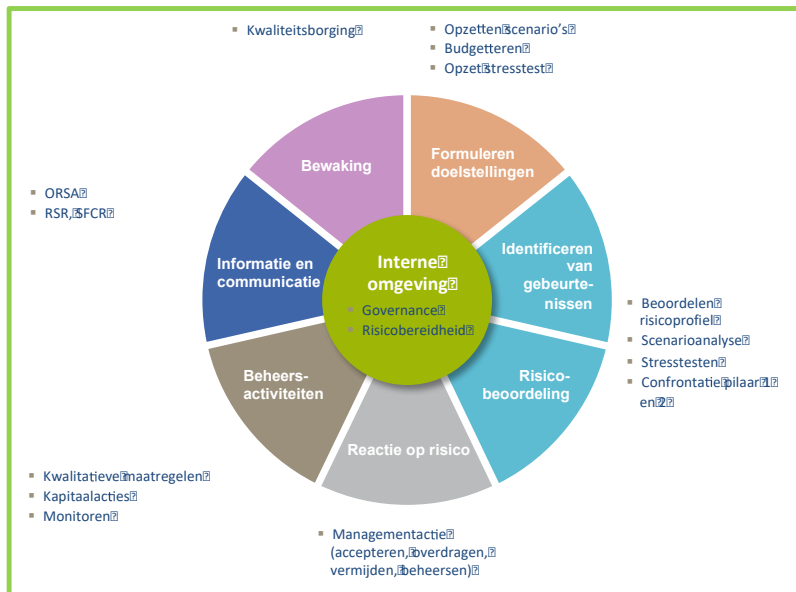 ▪ Kwaliteitsborging
▪ Opzetten scenario's
▪ Budgetteren
▪ Opzet stresstest
Bewaking
Formuleren
doelstellingen
▪ ORSA
▪ RSR, SFCR
Informatie en
communicatie
Interne
omgeving
▪ Governance
▪ Risicobereidheid
Identificeren
van
gebeurte-
nissen
▪ Beoordelen
risicoprofiel
▪ Scenarioanalyse
▪ Stresstesten
▪ Confrontatie pilaar 1
en 2
Beheers-
activiteiten
Risico-
beoordeling
Reactie op risico
▪ Kwalitatieve maatregelen
▪ Kapitaalacties
▪ Monitoren
▪ Managementactie
(accepteren, overdragen,
vermijden, beheersen)